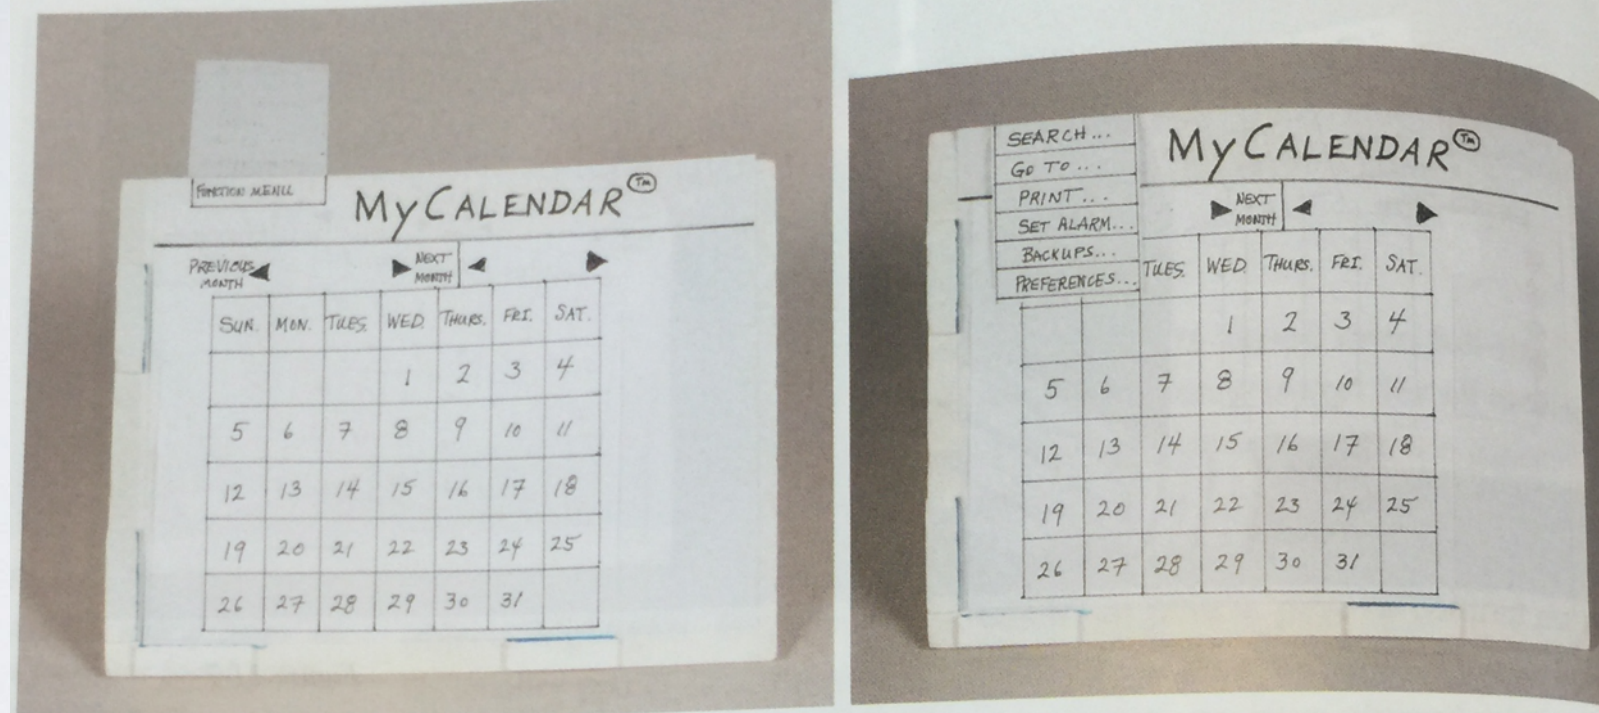 FUNCTION MENU
MyCALENDAR™
PREVIOUS MONTH
NEXT MONTH
SUN. MON. TUES. WED. THURS. FRI. SAT.
1 2 3 4
5 6 7 8 9 10 11
12 13 14 15 16 17 18
19 20 21 22 23 24 25
26 27 28 29 30 31
SEARCH...
GO TO...
PRINT...
SET ALARM...
BACKUPS...
PREFERENCES...
MyCALENDAR™
NEXT MONTH
TUES. WED. THURS. FRI. SAT.
1 2 3 4
5 6 7 8 9 10 11
12 13 14 15 16 17 18
19 20 21 22 23 24 25
26 27 28 29 30 31